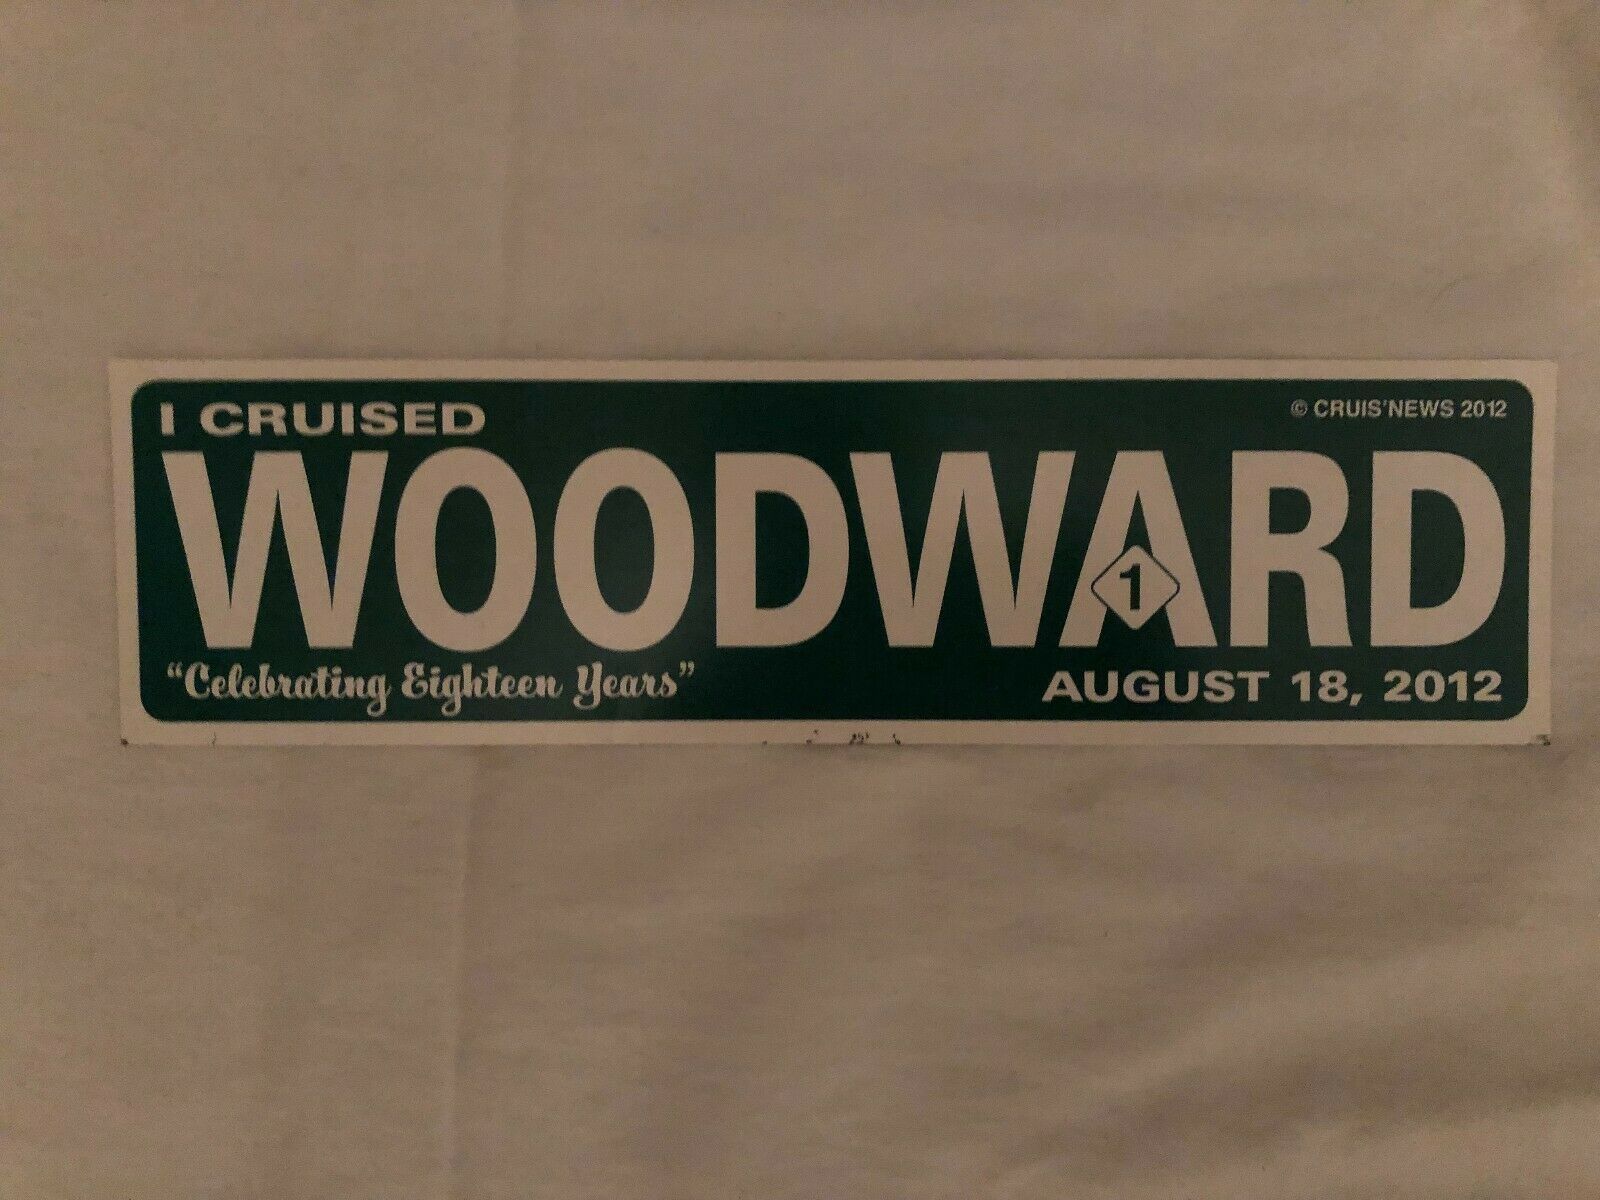 I CRUISED
© CRUIS'NEWS 2012
WOODWARD
1
"Celebrating Eighteen Years"
AUGUST 18, 2012